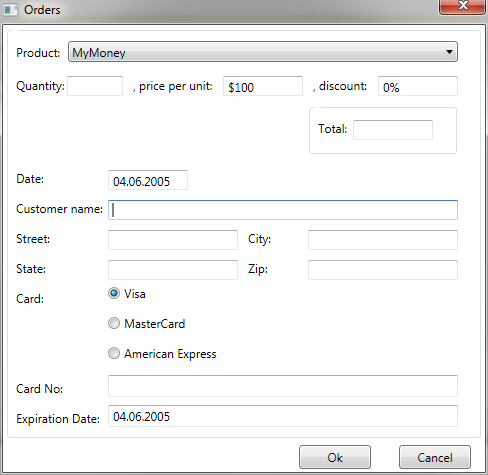 Orders
Product: MyMoney
Quantity: , price per unit: $100 , discount: 0%
Total:
Date: 04.06.2005
Customer name:
Street: City:
State: Zip:
Card: Visa
MasterCard
American Express
Card No:
Expiration Date: 04.06.2005
Ok Cancel